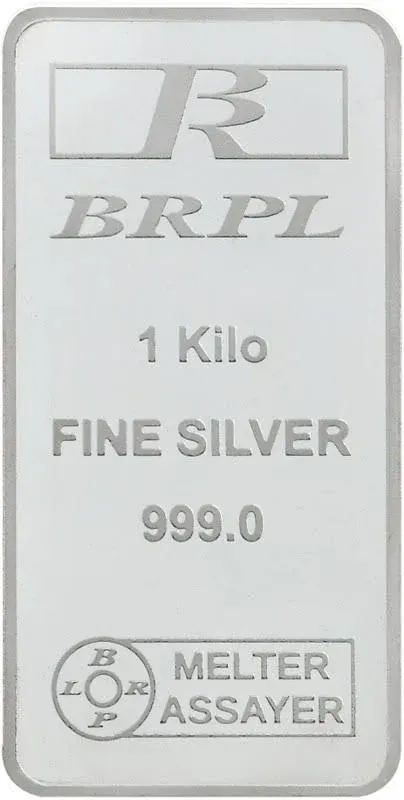 BRPL
1 Kilo
FINE SILVER
999.0
B
L R
P
MELTER
ASSAYER